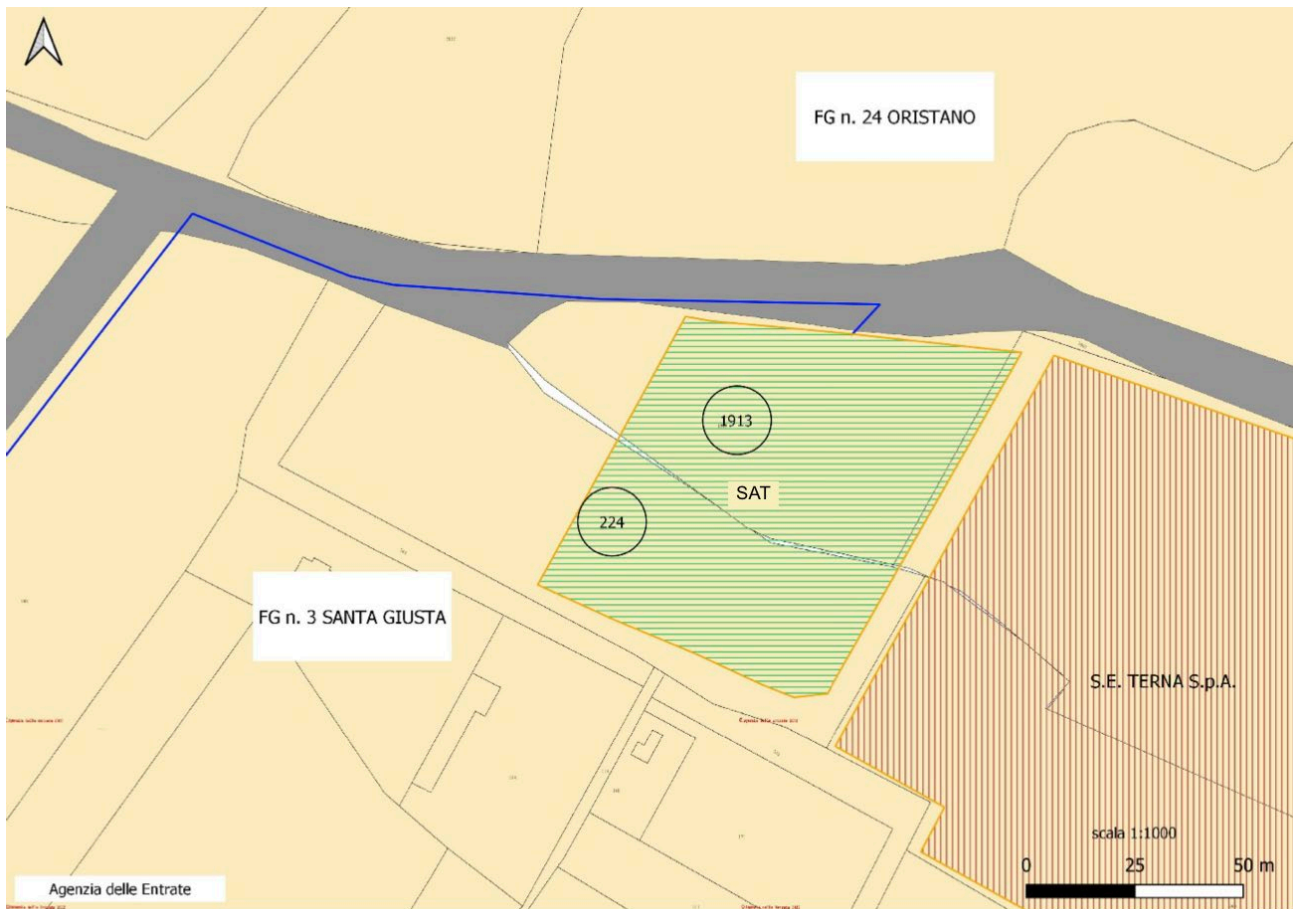 FG n. 24 ORISTANO
1913
SAT
224
FG n. 3 SANTA GIUSTA
S.E. TERNA S.p.A.
scala 1:1000
0 25 50 m
Agenzia delle Entrate